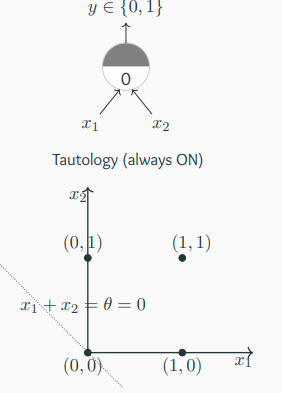 y ∈ {0, 1}
0
x₁ x₂
Tautology (always ON)
x₂
(0, 1) (1, 1)
x₁ + x₂ = θ = 0
(0, 0) (1, 0) x₁